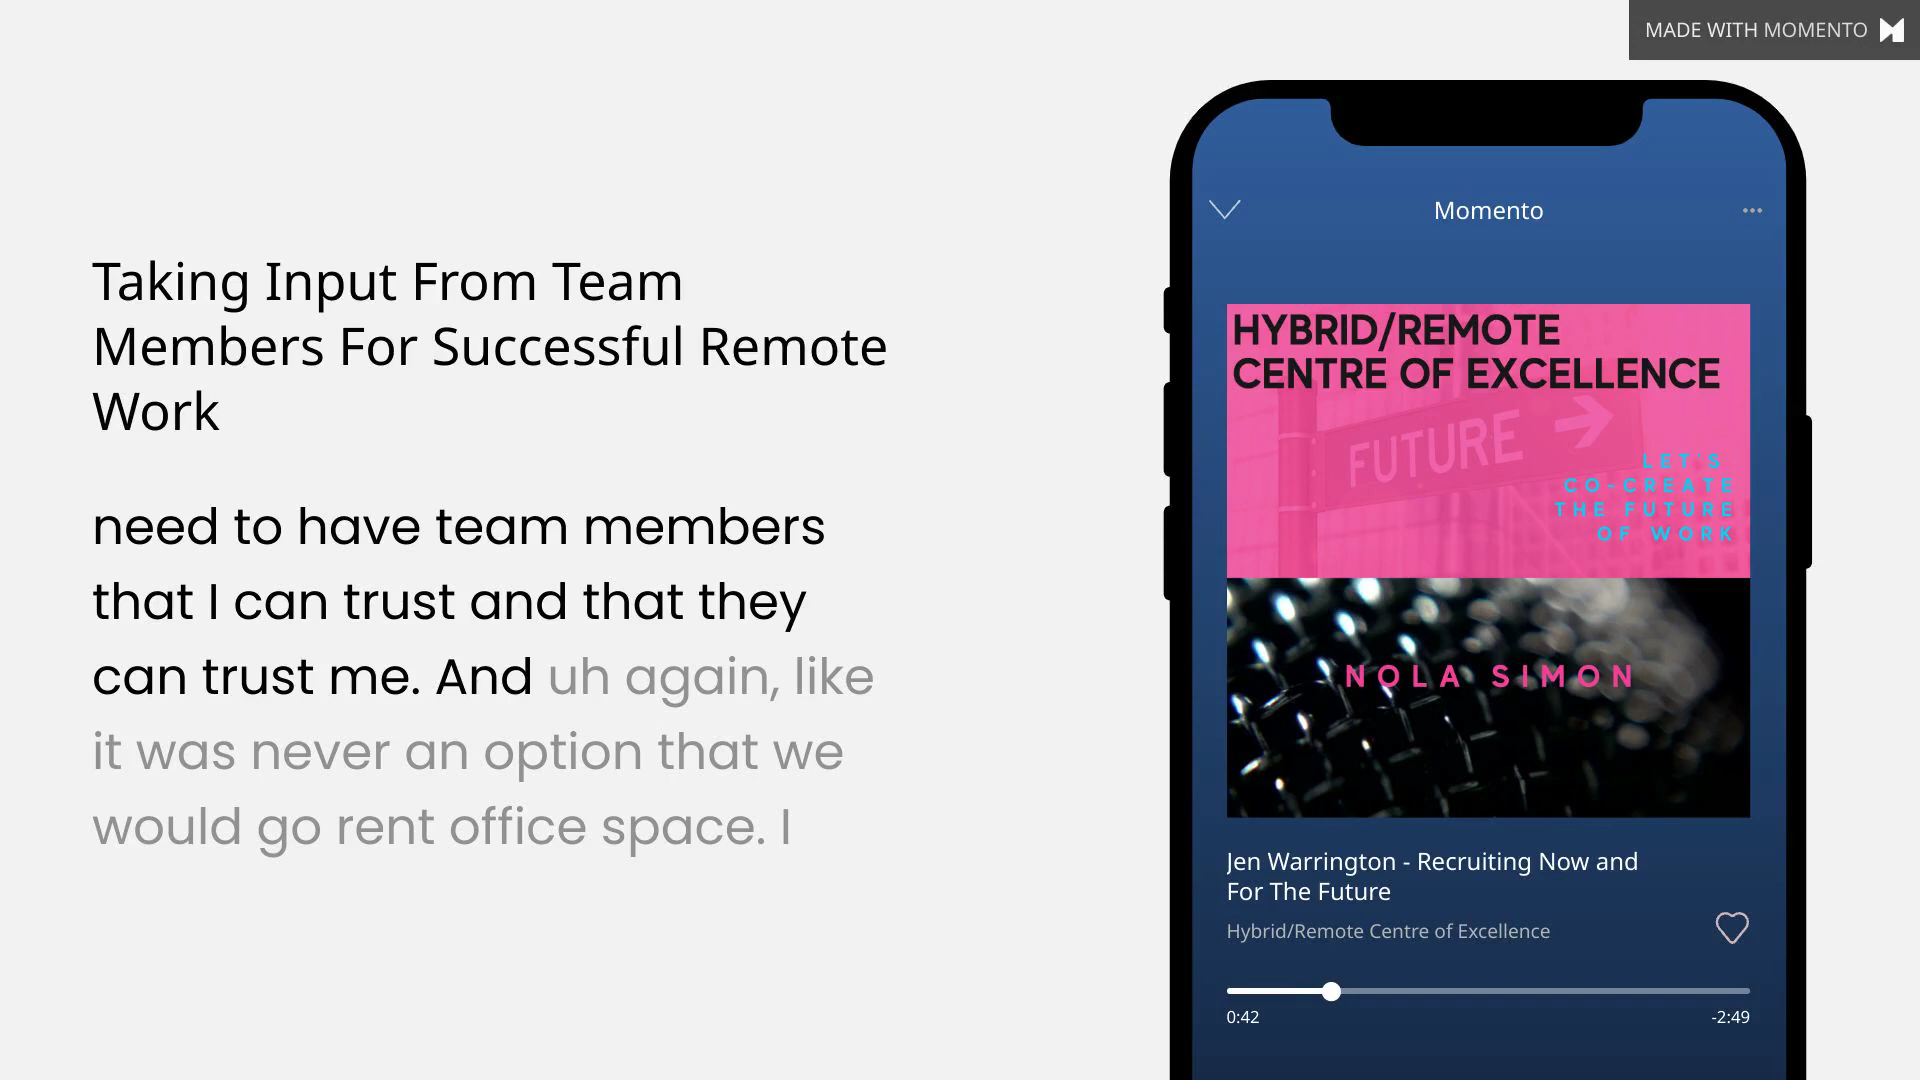 MADE WITH MOMENTO
Taking Input From Team
Members For Successful Remote
Work
need to have team members
that I can trust and that they
can trust me. And uh again, like
it was never an option that we
would go rent office space. I
Momento
HYBRID/REMOTE
CENTRE OF EXCELLENCE
FUTURE
LET'S
CO-CREATE
THE FUTURE
OF WORK
NOLA SIMON
Jen Warrington - Recruiting Now and
For The Future
Hybrid/Remote Centre of Excellence
0:42
-2:49